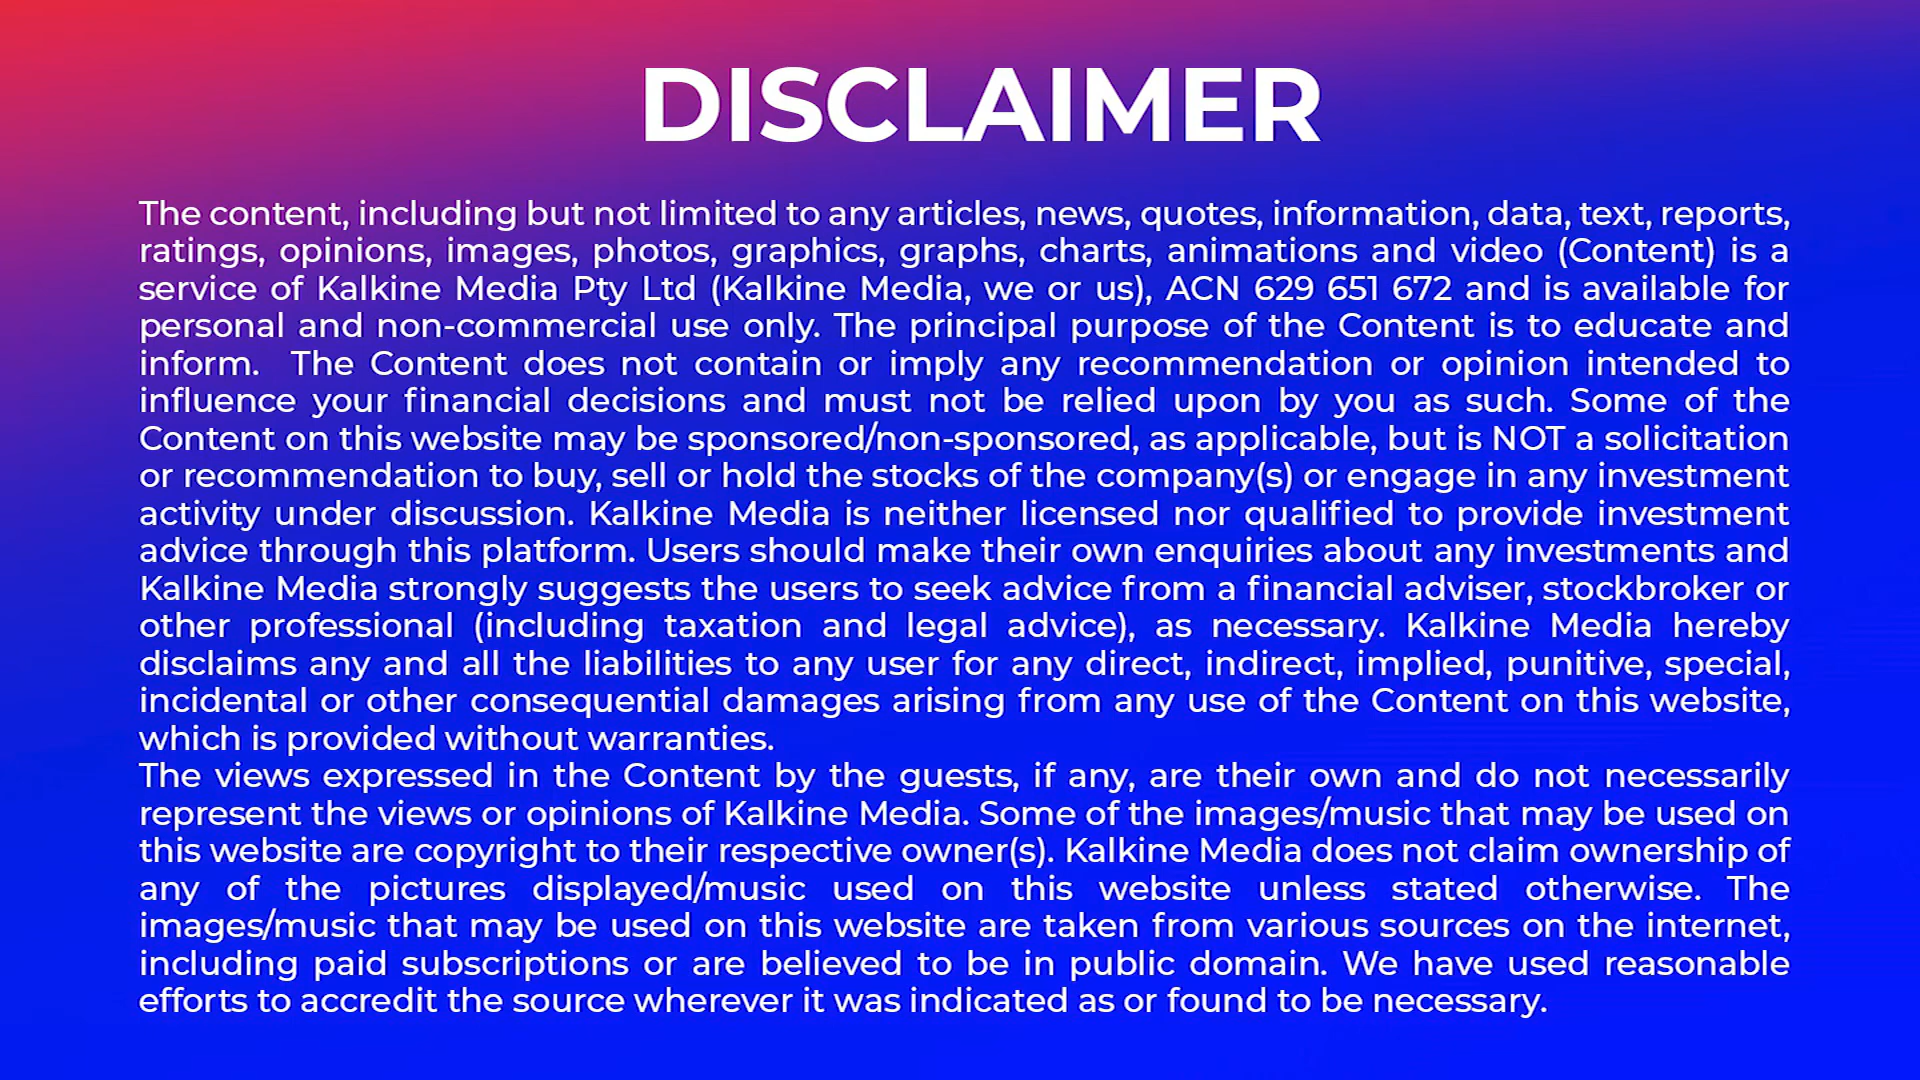 DISCLAIMER
The content, including but not limited to any articles, news, quotes, information, data, text, reports,
ratings, opinions, images, photos, graphics, graphs, charts, animations and video (Content) is a
service of Kalkine Media Pty Ltd (Kalkine Media, we or us), ACN 629 651 672 and is available for
personal and non-commercial use only. The principal purpose of the Content is to educate and
inform.  The Content does not contain or imply any recommendation or opinion intended to
influence your financial decisions and must not be relied upon by you as such. Some of the
Content on this website may be sponsored/non-sponsored, as applicable, but is NOT a solicitation
or recommendation to buy, sell or hold the stocks of the company(s) or engage in any investment
activity under discussion. Kalkine Media is neither licensed nor qualified to provide investment
advice through this platform. Users should make their own enquiries about any investments and
Kalkine Media strongly suggests the users to seek advice from a financial adviser, stockbroker or
other professional (including taxation and legal advice), as necessary. Kalkine Media hereby
disclaims any and all the liabilities to any user for any direct, indirect, implied, punitive, special,
incidental or other consequential damages arising from any use of the Content on this website,
which is provided without warranties.
The views expressed in the Content by the guests, if any, are their own and do not necessarily
represent the views or opinions of Kalkine Media. Some of the images/music that may be used on
this website are copyright to their respective owner(s). Kalkine Media does not claim ownership of
any of the pictures displayed/music used on this website unless stated otherwise. The
images/music that may be used on this website are taken from various sources on the internet,
including paid subscriptions or are believed to be in public domain. We have used reasonable
efforts to accredit the source wherever it was indicated as or found to be necessary.